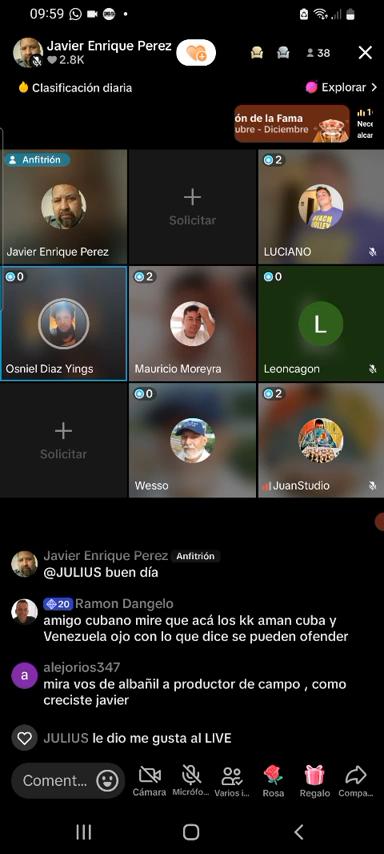 09:59
Javier Enrique Perez
2.8K
38
Clasificación diaria
Explorar
ón de la Fama
ubre - Diciembre
Nece
alcar
Anfitrión
2
Solicitar
Javier Enrique Perez
LUCIANO
0
2
0
L
Osniel Diaz Yings
Mauricio Moreyra
Leoncagon
0
2
Solicitar
Wesso
JuanStudio
Javier Enrique Perez Anfitrión
@JULIUS buen día
20 Ramon Dangelo
amigo cubano mire que acá los kk aman cuba y
Venezuela ojo con lo que dice se pueden ofender
a
alejorios347
mira vos de albañil a productor de campo , como
creciste javier
JULIUS le dio me gusta al LIVE
Coment...
Cámara
Micrófo...
Varios i...
Rosa
Regalo
Compa...